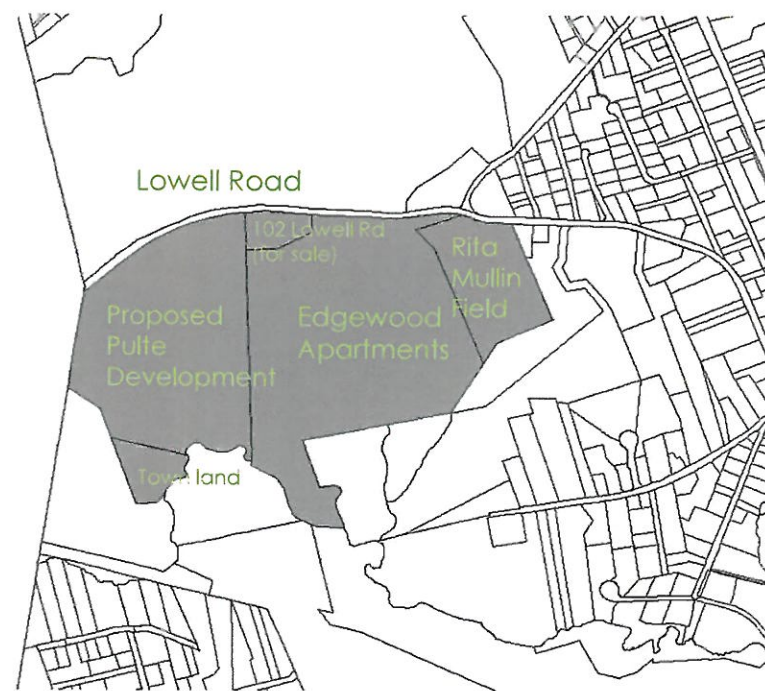 Lowell Road
102 Lowell Rd
(for sale)
Rita
Mullin
Field
Proposed
Pulte
Development
Edgewood
Apartments
Town land